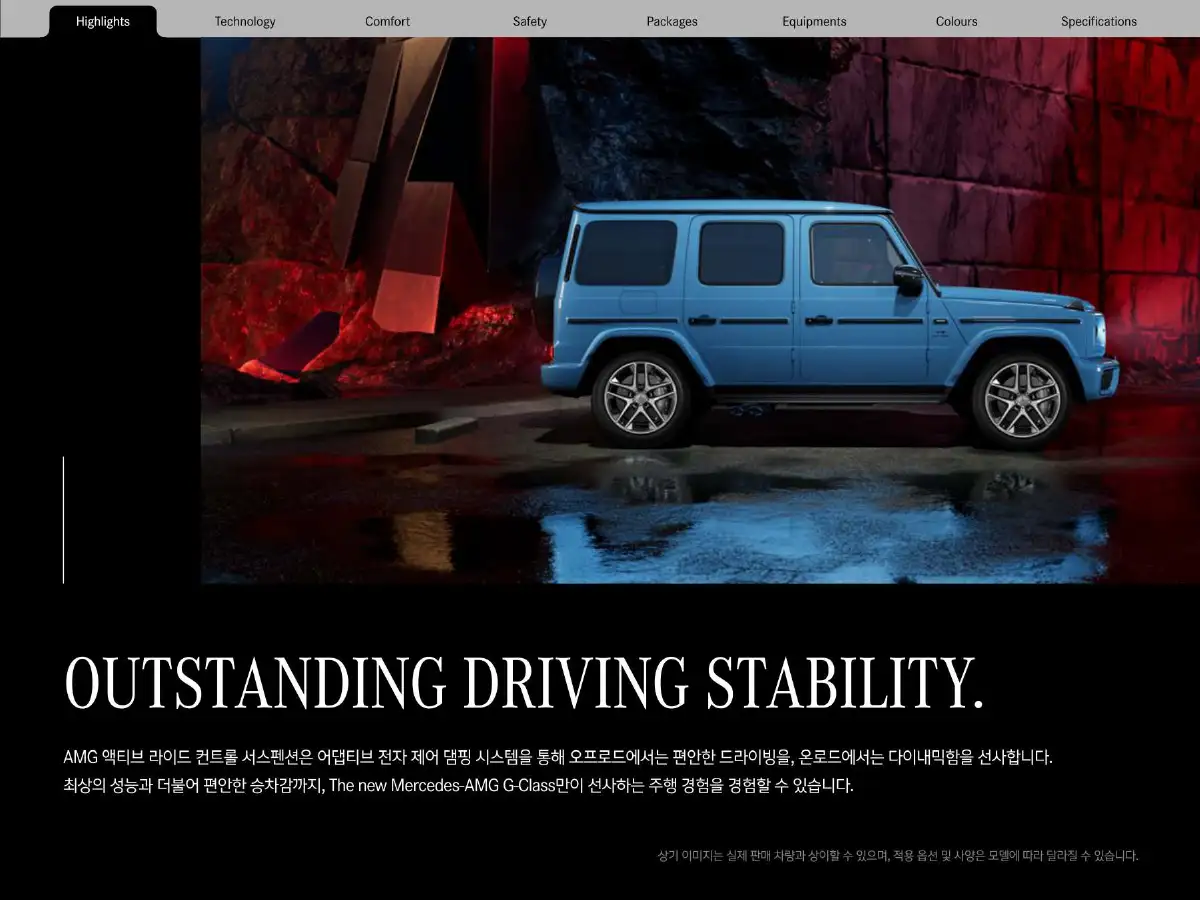 Highlights
Technology
Comfort
Safety
Packages
Equipments
Colours
Specifications
OUTSTANDING DRIVING STABILITY.
AMG 액티브 라이드 컨트롤 서스펜션은 어댑티브 전자 제어 댐핑 시스템을 통해 오프로드에서는 편안한 드라이빙을, 온로드에서는 다이내믹함을 선사합니다.
최상의 성능과 더불어 편안한 승차감까지, The new Mercedes-AMG G-Class만이 선사하는 주행 경험을 경험할 수 있습니다.
상기 이미지는 실제 판매 차량과 상이할 수 있으며, 적용 옵션 및 사양은 모델에 따라 달라질 수 있습니다.